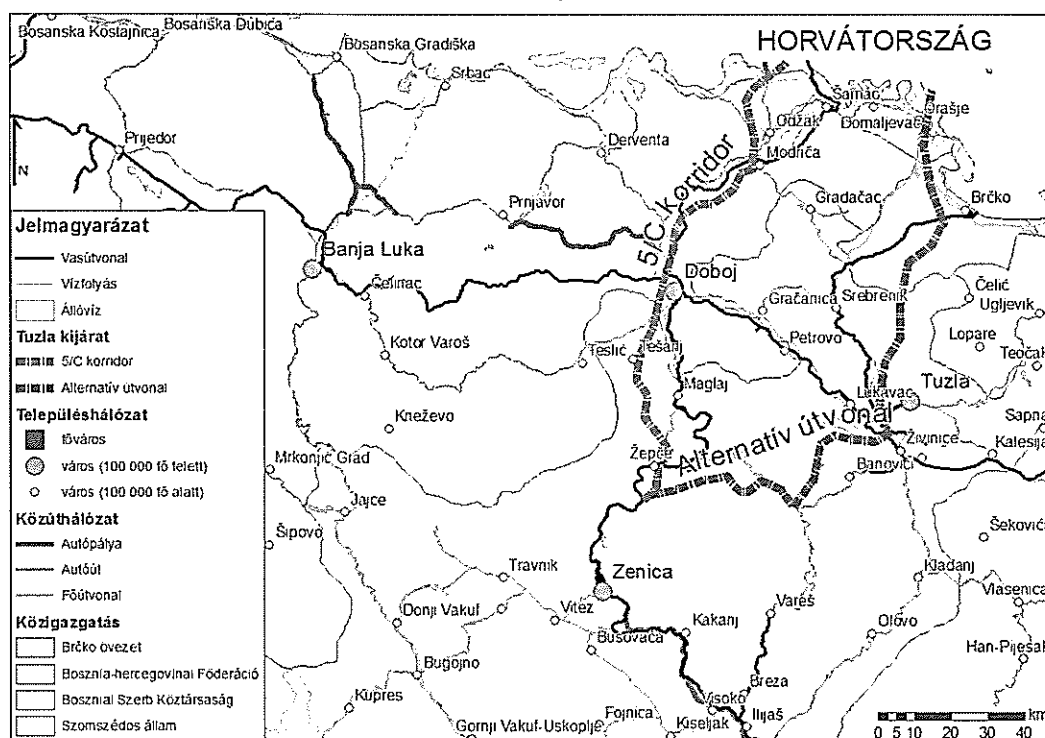 HORVÁTORSZÁG
Bosanska Kostajnica
Bosanska Dubica
Bosanska Gradiška
Srbac
Prijedor
Derventa
Odžak
Šamac
Domaljevac
Orašje
Modriča
Prnjavor
Gradačac
Brčko
5/C korridor
Banja Luka
Čelinac
Doboj
Gračanica
Srebrenik
Čelić
Ugljevik
Kotor Varoš
Teslić
Tešanj
Petrovo
Lopare
Teočak
Maglaj
Lukavac
Tuzla
Kneževo
Sapna
Alternatív útvonal
Živinice
Kalesija
Mrkonjić Grad
Žepče
Banovići
Jajce
Šipovo
Šekovići
Travnik
Zenica
Kladanj
Vlasenica
Donji Vakuf
Vitez
Kakanj
Vareš
Busovača
Olovo
Han-Pijesak
Bugojno
Kupres
Visoko
Breza
Gornji Vakuf-Uskoplje
Fojnica
Kiseljak
Ilijaš
N
Jelmagyarázat
Vasútvonal
Vízfolyás
Állóvíz
Tuzla kijárat
5/C korridor
Alternatív útvonal
Településhálózat
főváros
város (100 000 fő felett)
város (100 000 fő alatt)
Közúthálózat
Autópálya
Autóút
Főútvonal
Közigazgatás
Brčko övezet
Bosznia-hercegovinai Föderáció
Boszniai Szerb Köztársaság
Szomszédos állam
km
0 5 10 20 30 40